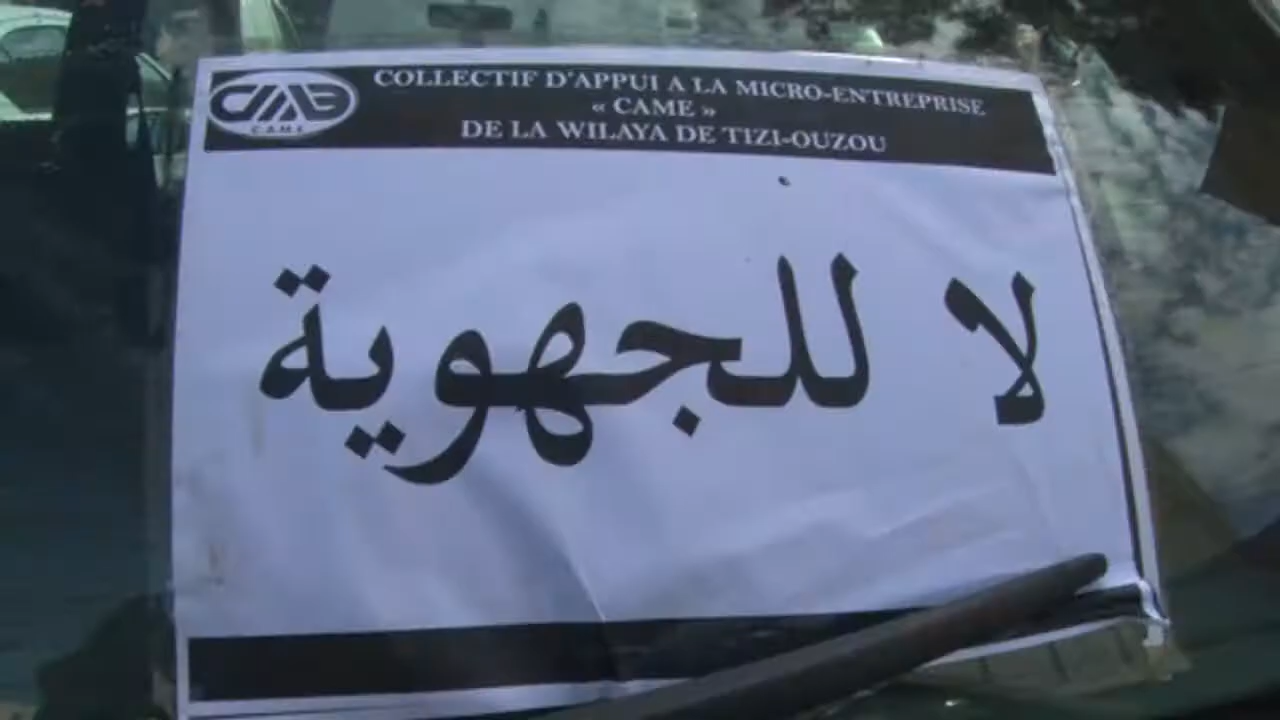 COLLECTIF D'APPUI A LA MICRO-ENTREPRISE
« CAME »
DE LA WILAYA DE TIZI-OUZOU
C.A.M.E
لا للجهوية